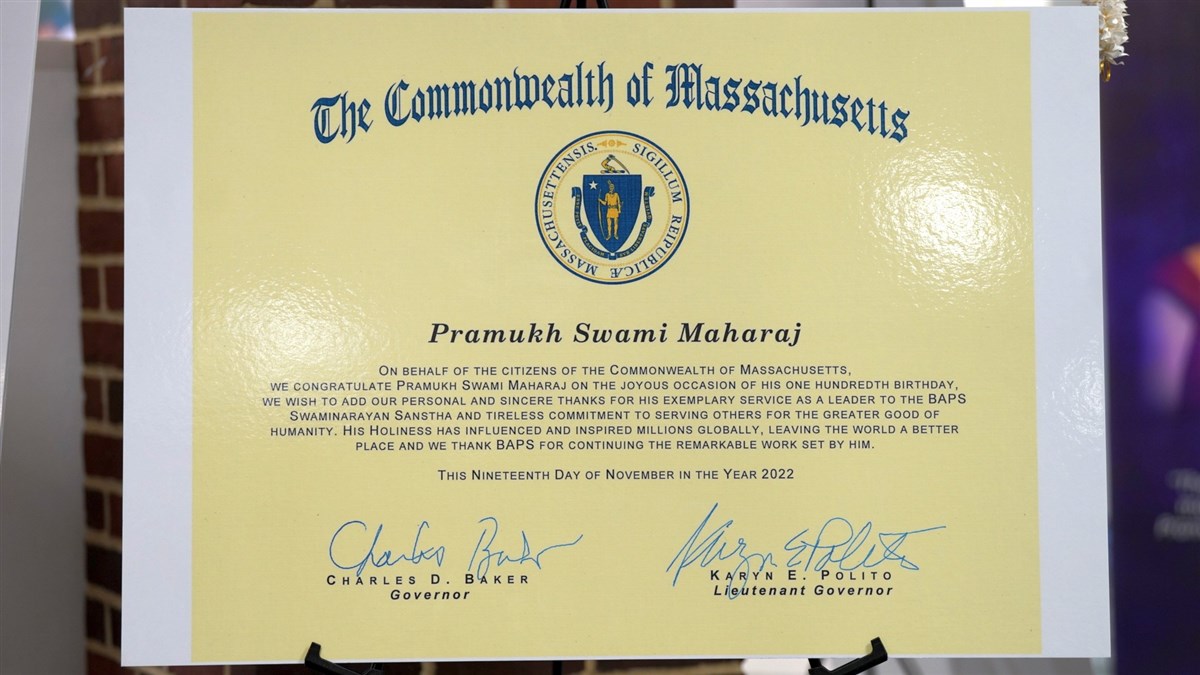 The Commonwealth of Massachusetts
MASSACHUSETTENSIS. SIGILLUM REIPUBLICÆ
Pramukh Swami Maharaj
ON BEHALF OF THE CITIZENS OF THE COMMONWEALTH OF MASSACHUSETTS,
WE CONGRATULATE PRAMUKH SWAMI MAHARAJ ON THE JOYOUS OCCASION OF HIS ONE HUNDREDTH BIRTHDAY,
WE WISH TO ADD OUR PERSONAL AND SINCERE THANKS FOR HIS EXEMPLARY SERVICE AS A LEADER TO THE BAPS
SWAMINARAYAN SANSTHA AND TIRELESS COMMITMENT TO SERVING OTHERS FOR THE GREATER GOOD OF
HUMANITY. HIS HOLINESS HAS INFLUENCED AND INSPIRED MILLIONS GLOBALLY, LEAVING THE WORLD A BETTER
PLACE AND WE THANK BAPS FOR CONTINUING THE REMARKABLE WORK SET BY HIM.
THIS NINETEENTH DAY OF NOVEMBER IN THE YEAR 2022
Charles Baker
CHARLES D. BAKER
Governor
Karyn E Polito
KARYN E. POLITO
Lieutenant Governor